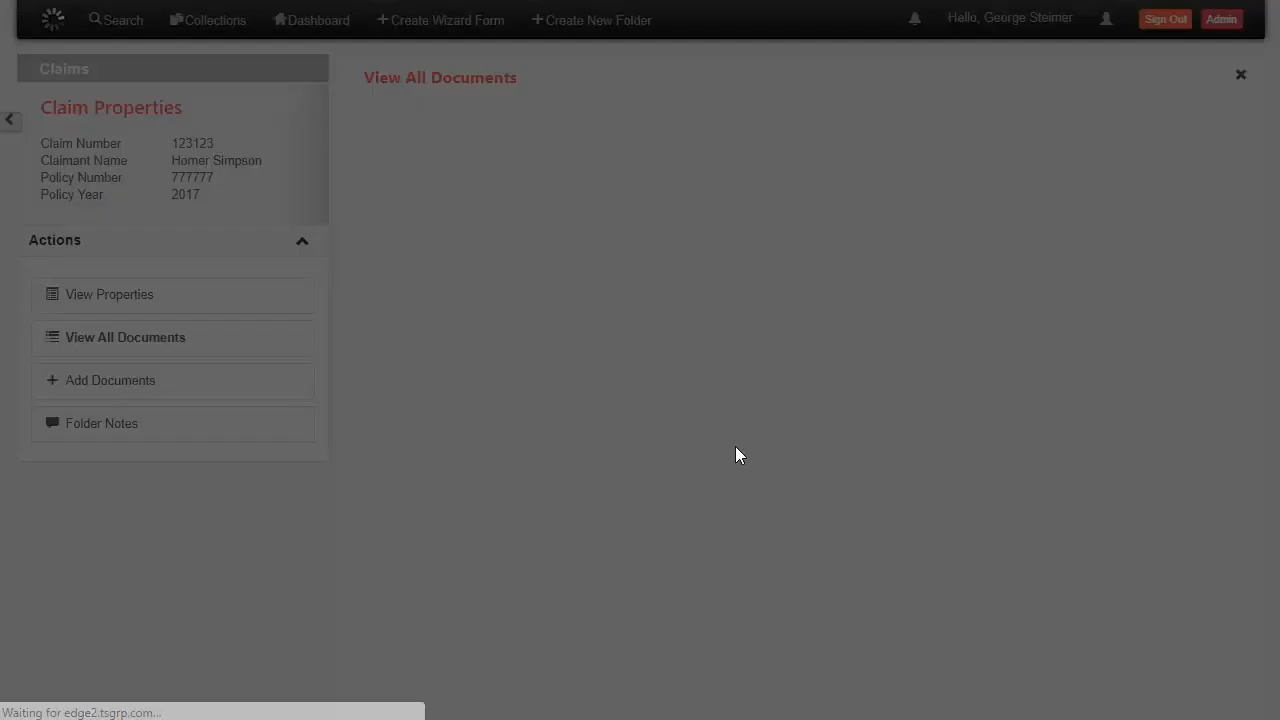 Search Collections Dashboard Create Wizard Form Create New Folder Hello, George Steimer Sign Out Admin
Claims
Claim Properties
Claim Number 123123
Claimant Name Homer Simpson
Policy Number 777777
Policy Year 2017
Actions
View Properties
View All Documents
Add Documents
Folder Notes
View All Documents
Waiting for edge2.tsgrp.com...